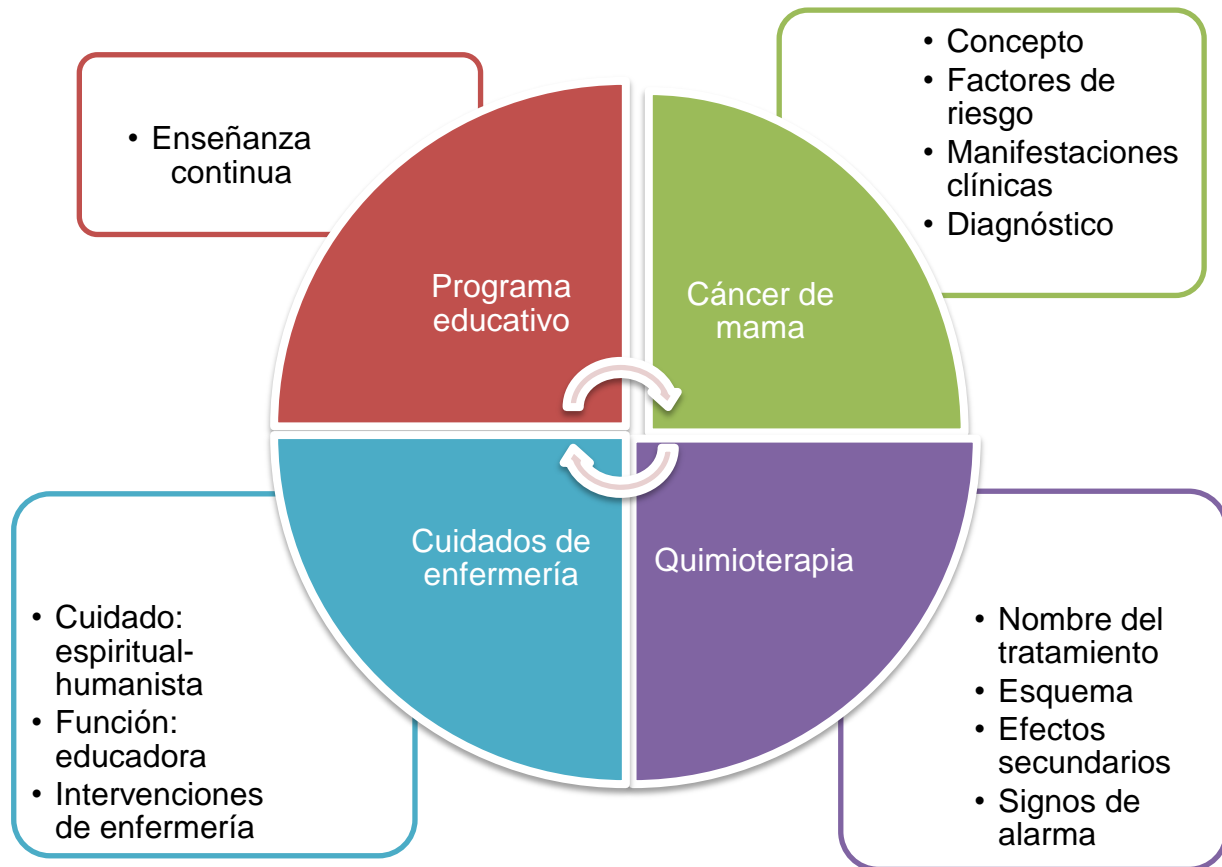 • Enseñanza
continua
• Concepto
• Factores de
riesgo
• Manifestaciones
clínicas
• Diagnóstico
Programa
educativo
Cáncer de
mama
Cuidados de
enfermería
Quimioterapia
• Cuidado:
espiritual-
humanista
• Función:
educadora
• Intervenciones
de enfermería
• Nombre del
tratamiento
• Esquema
• Efectos
secundarios
• Signos de
alarma